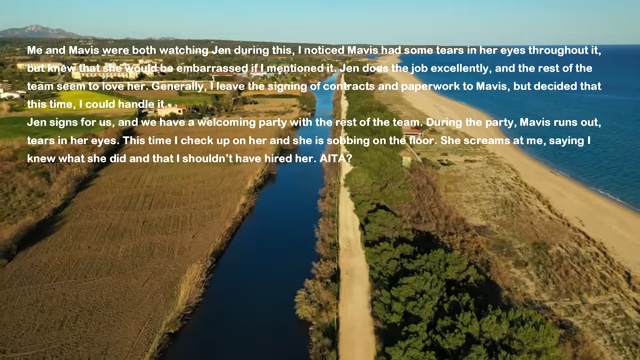 Me and Mavis were both watching Jen during this, I noticed Mavis had some tears in her eyes throughout it,
but knew that she would be embarrassed if I mentioned it. Jen does the job excellently, and the rest of the
team seem to love her. Generally, I leave the signing of contracts and paperwork to Mavis, but decided that
this time, I could handle it.
Jen signs for us, and we have a welcoming party with the rest of the team. During the party, Mavis runs out,
tears in her eyes. This time I check up on her and she is sobbing on the floor. She screams at me, saying I
knew what she did and that I shouldn't have hired her. AITA?